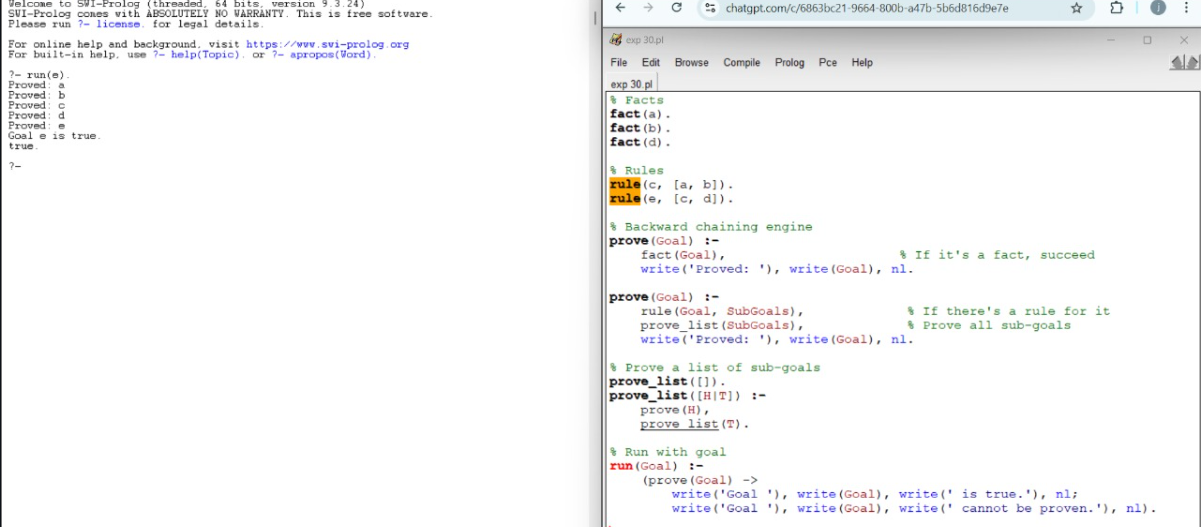 Welcome to SWI-Prolog (threaded, 64 bits, version 9.3.24)
SWI-Prolog comes with ABSOLUTELY NO WARRANTY. This is free software.
Please run ?- license. for legal details.
For online help and background, visit https://www.swi-prolog.org
For built-in help, use ?- help(Topic). or ?- apropos(Word).
?- run(e).
Proved: a
Proved: b
Proved: c
Proved: d
Proved: e
Goal e is true.
true.
?-
chatgpt.com/c/6863bc21-9664-800b-a47b-5b6d816d9e7e
exp 30.pl
File Edit Browse Compile Prolog Pce Help
exp 30.pl
% Facts
fact(a).
fact(b).
fact(d).
% Rules
rule(c, [a, b]).
rule(e, [c, d]).
% Backward chaining engine
prove(Goal) :-
    fact(Goal),                      % If it's a fact, succeed
    write('Proved: '), write(Goal), nl.
prove(Goal) :-
    rule(Goal, SubGoals),             % If there's a rule for it
    prove_list(SubGoals),             % Prove all sub-goals
    write('Proved: '), write(Goal), nl.
% Prove a list of sub-goals
prove_list([]).
prove_list([H|T]) :-
    prove(H),
    prove_list(T).
% Run with goal
run(Goal) :-
    (prove(Goal) ->
        write('Goal '), write(Goal), write(' is true.'), nl;
        write('Goal '), write(Goal), write(' cannot be proven.'), nl).